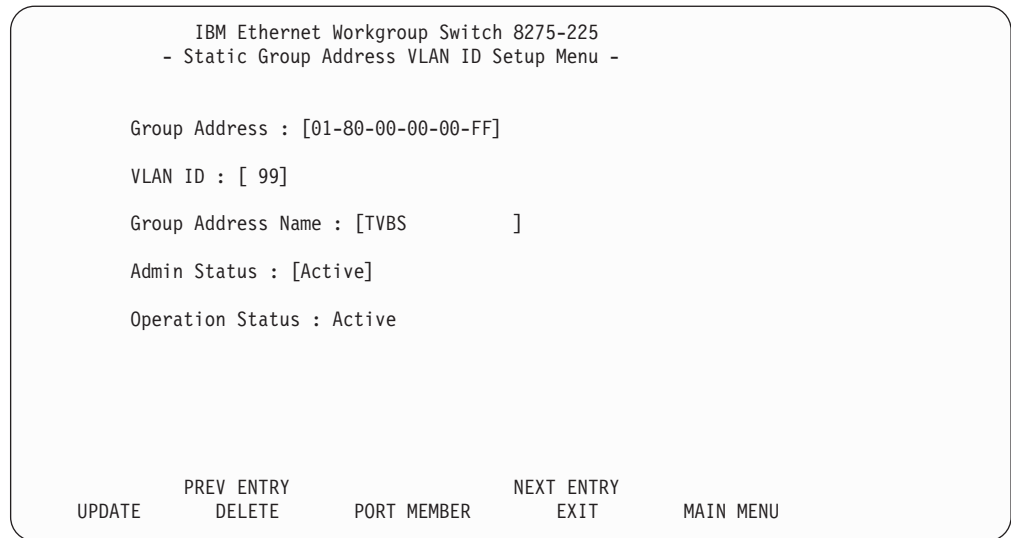 IBM Ethernet Workgroup Switch 8275-225
- Static Group Address VLAN ID Setup Menu -
Group Address : [01-80-00-00-00-FF]
VLAN ID : [ 99]
Group Address Name : [TVBS          ]
Admin Status : [Active]
Operation Status : Active
PREV ENTRY NEXT ENTRY
UPDATE DELETE PORT MEMBER EXIT MAIN MENU